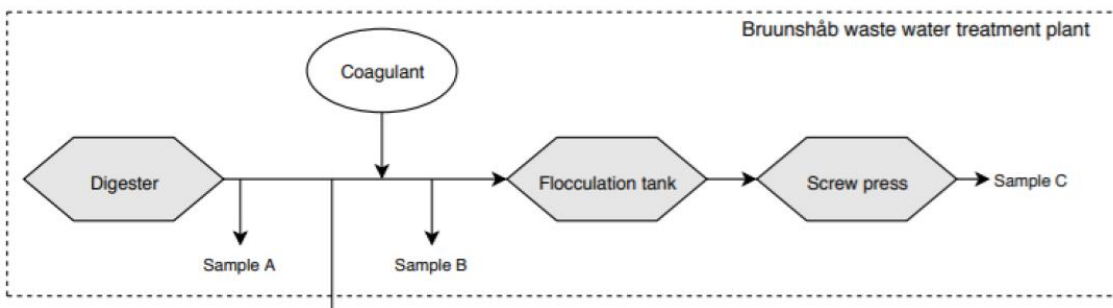 Bruunshåb waste water treatment plant
Coagulant
Digester
Flocculation tank
Screw press
Sample C
Sample A
Sample B